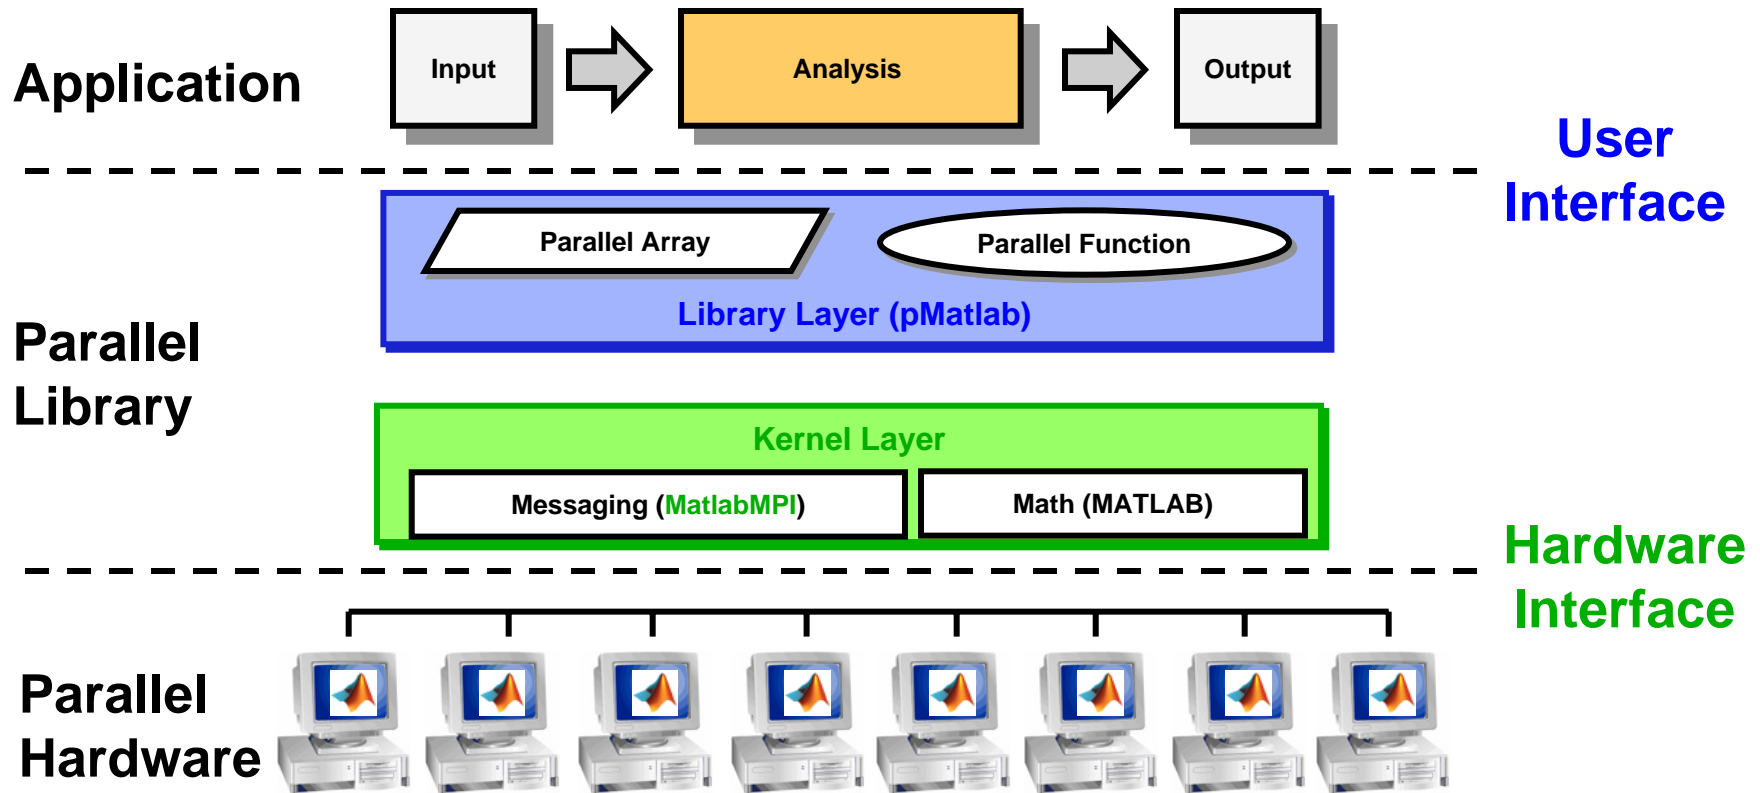 Application
Input
Analysis
Output
User
Interface
Parallel Array
Parallel Function
Library Layer (pMatlab)
Parallel
Library
Kernel Layer
Messaging (MatlabMPI)
Math (MATLAB)
Hardware
Interface
Parallel
Hardware